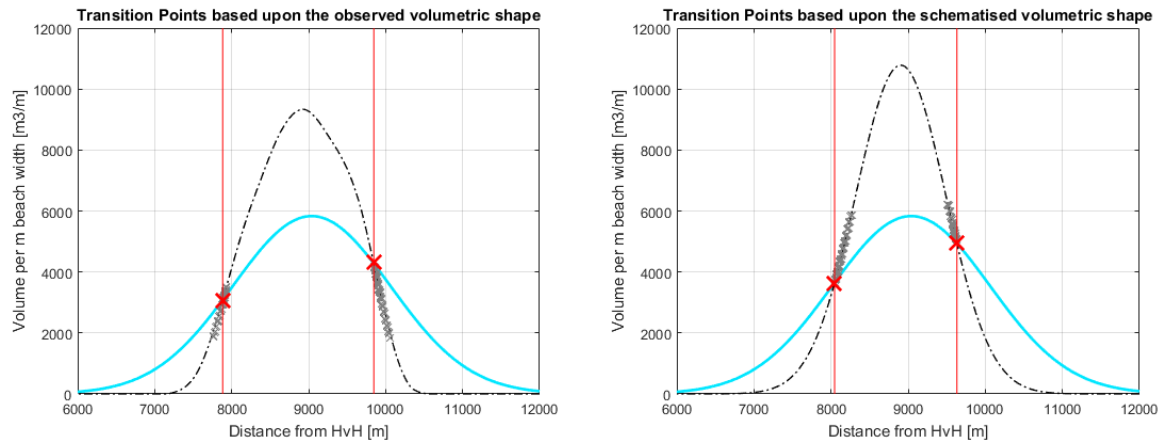 Transition Points based upon the observed volumetric shape
12000
10000
8000
6000
4000
2000
0
Volume per m beach width [m3/m]
6000 7000 8000 9000 10000 11000 12000
Distance from HvH [m]
Transition Points based upon the schematised volumetric shape
12000
10000
8000
6000
4000
2000
0
Volume per m beach width [m3/m]
6000 7000 8000 9000 10000 11000 12000
Distance from HvH [m]